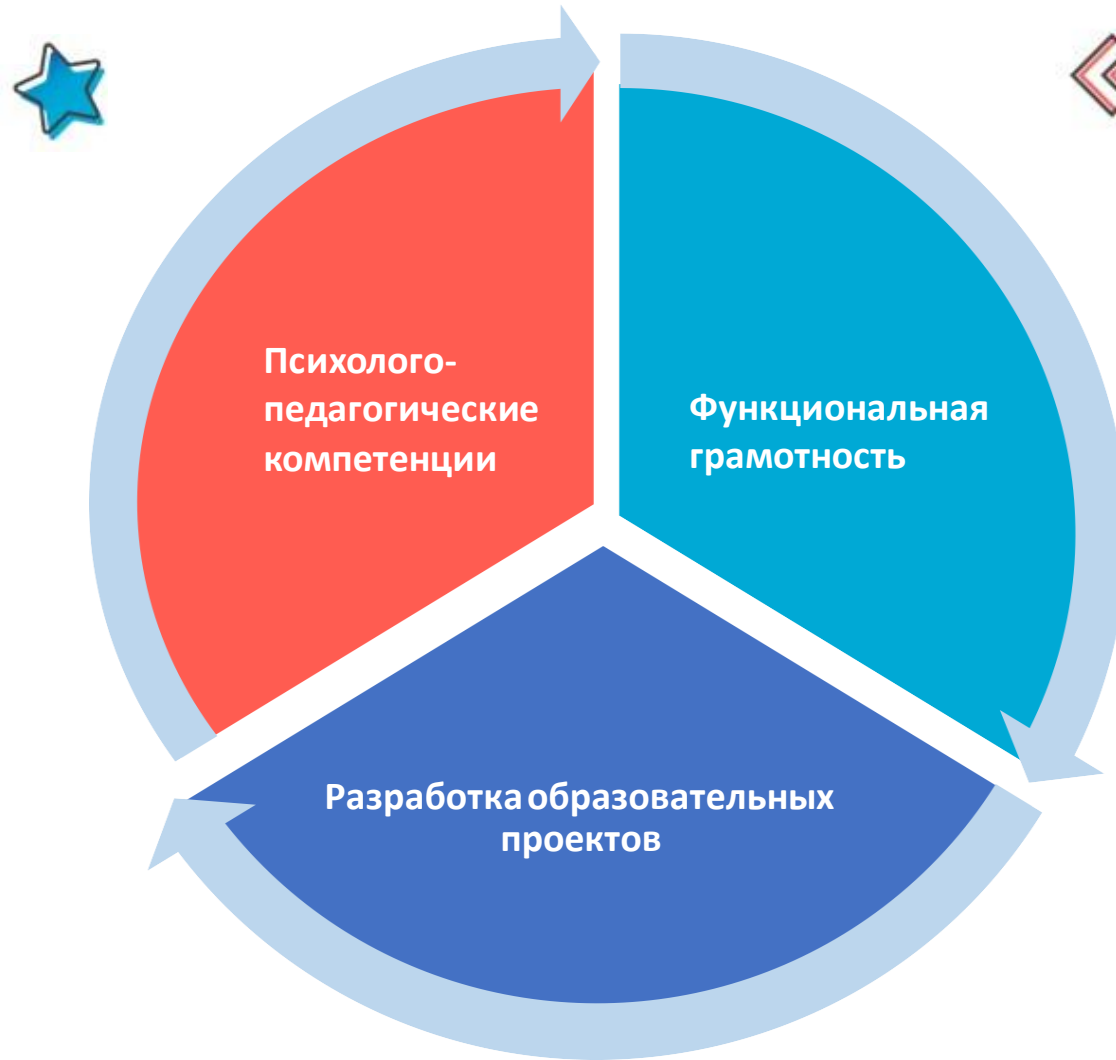 Психолого-
педагогические
компетенции
Функциональная
грамотность
Разработка образовательных
проектов